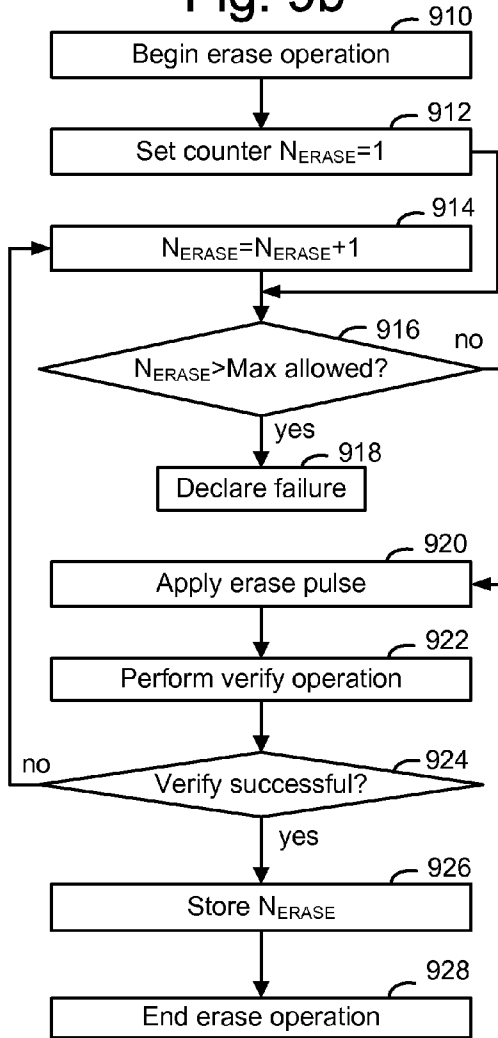 Fig. 9b
910
Begin erase operation
912
Set counter NERASE=1
914
NERASE=NERASE+1
916
NERASE>Max allowed?
no
yes
918
Declare failure
920
Apply erase pulse
922
Perform verify operation
924
no
Verify successful?
yes
926
Store NERASE
928
End erase operation